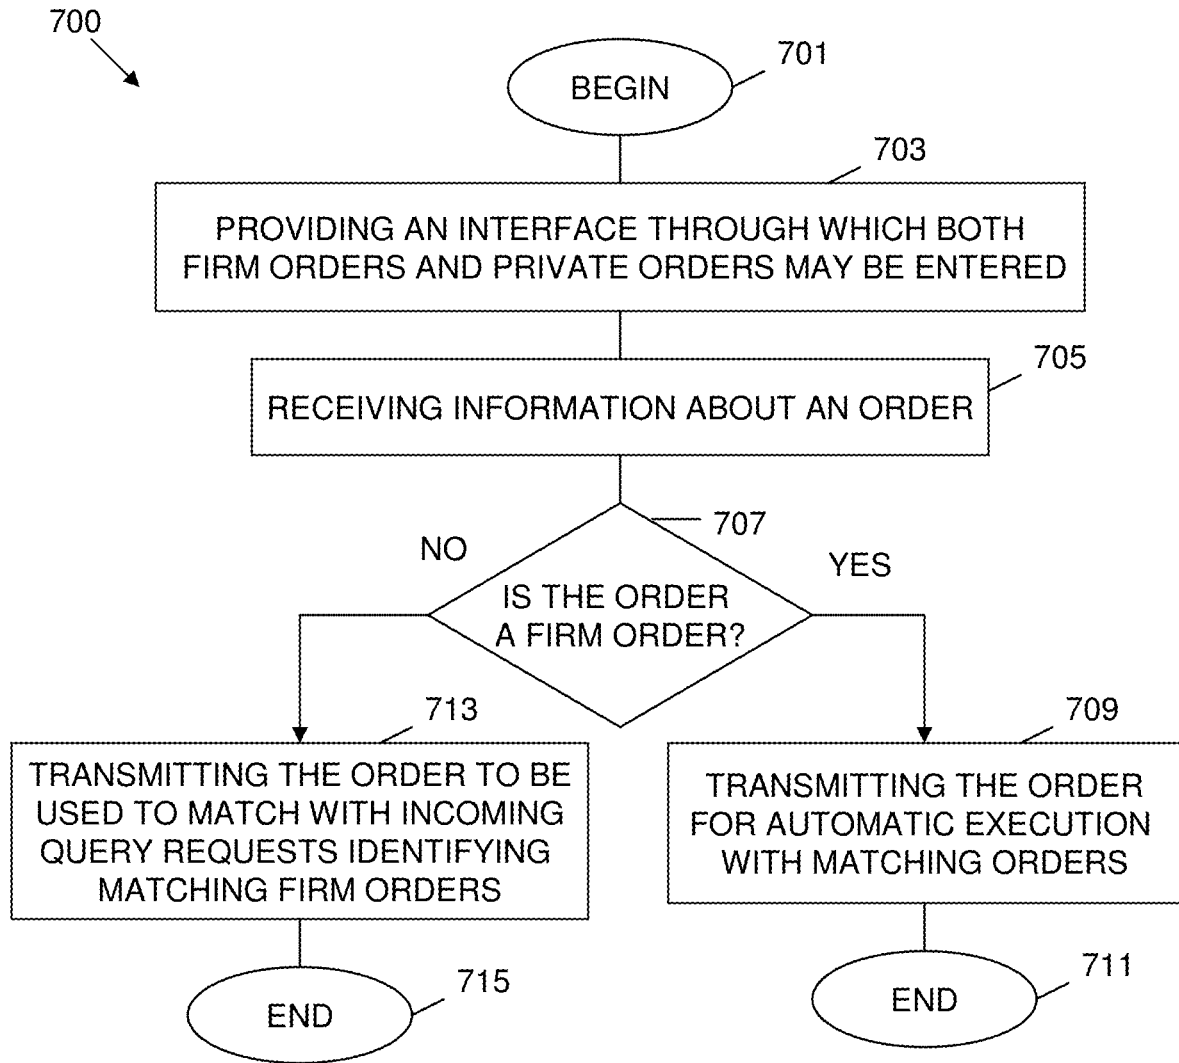 700
701
BEGIN
703
PROVIDING AN INTERFACE THROUGH WHICH BOTH
FIRM ORDERS AND PRIVATE ORDERS MAY BE ENTERED
705
RECEIVING INFORMATION ABOUT AN ORDER
707
NO
YES
IS THE ORDER
A FIRM ORDER?
713
TRANSMITTING THE ORDER TO BE
USED TO MATCH WITH INCOMING
QUERY REQUESTS IDENTIFYING
MATCHING FIRM ORDERS
709
TRANSMITTING THE ORDER
FOR AUTOMATIC EXECUTION
WITH MATCHING ORDERS
715
END
711
END